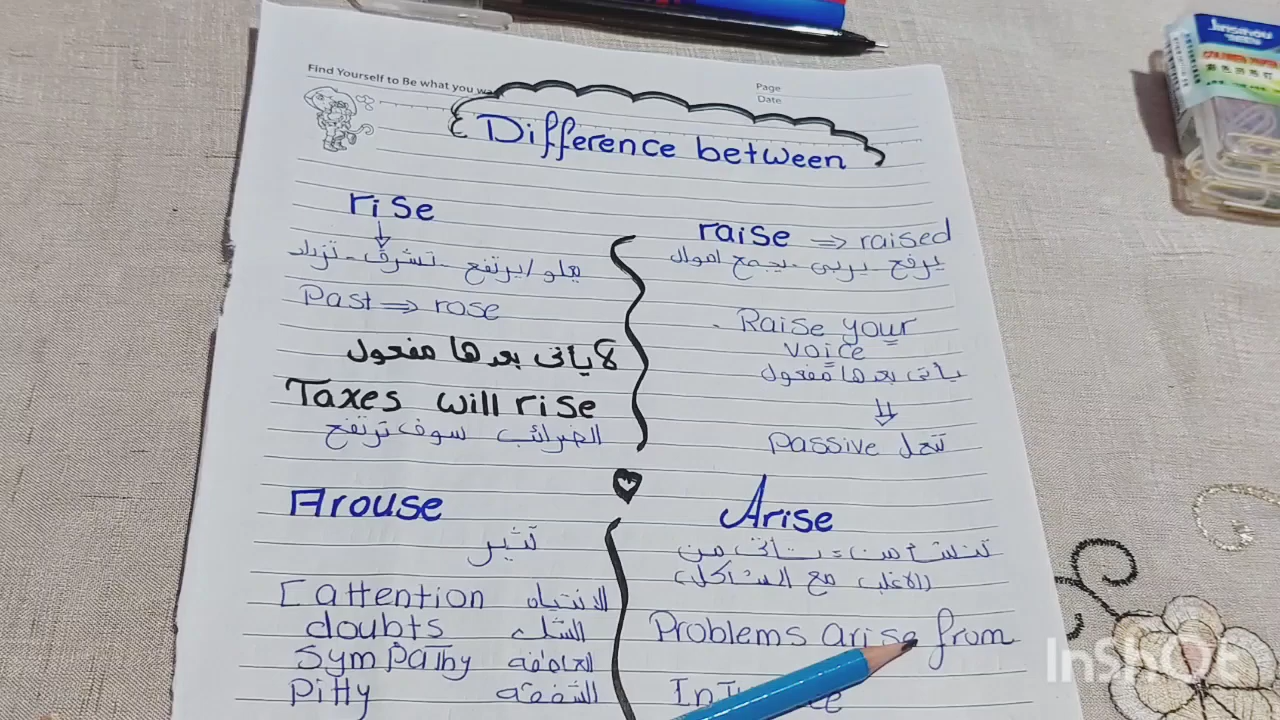 Find Yourself to Be what you
Page
Date
Difference between
rise
يعلو / يرتفع - تشرق - تزداد
Past ⇒ rose
لا يأتى بعدها مفعول
Taxes will rise
الضرائب سوف ترتفع
raise ⇒ raised
يرفع - يربى - يجمع اموال
Raise your
voice
يأتى بعدها مفعول
passive تتحول
Arouse
تثير
[attention الانتباه
doubts الشك
Sympathy العاطفة
Pitty الشفقة
Arise
تنشأ من = تأتى من
(الاغلب مع المشاكل)
Problems arise from
InShOt